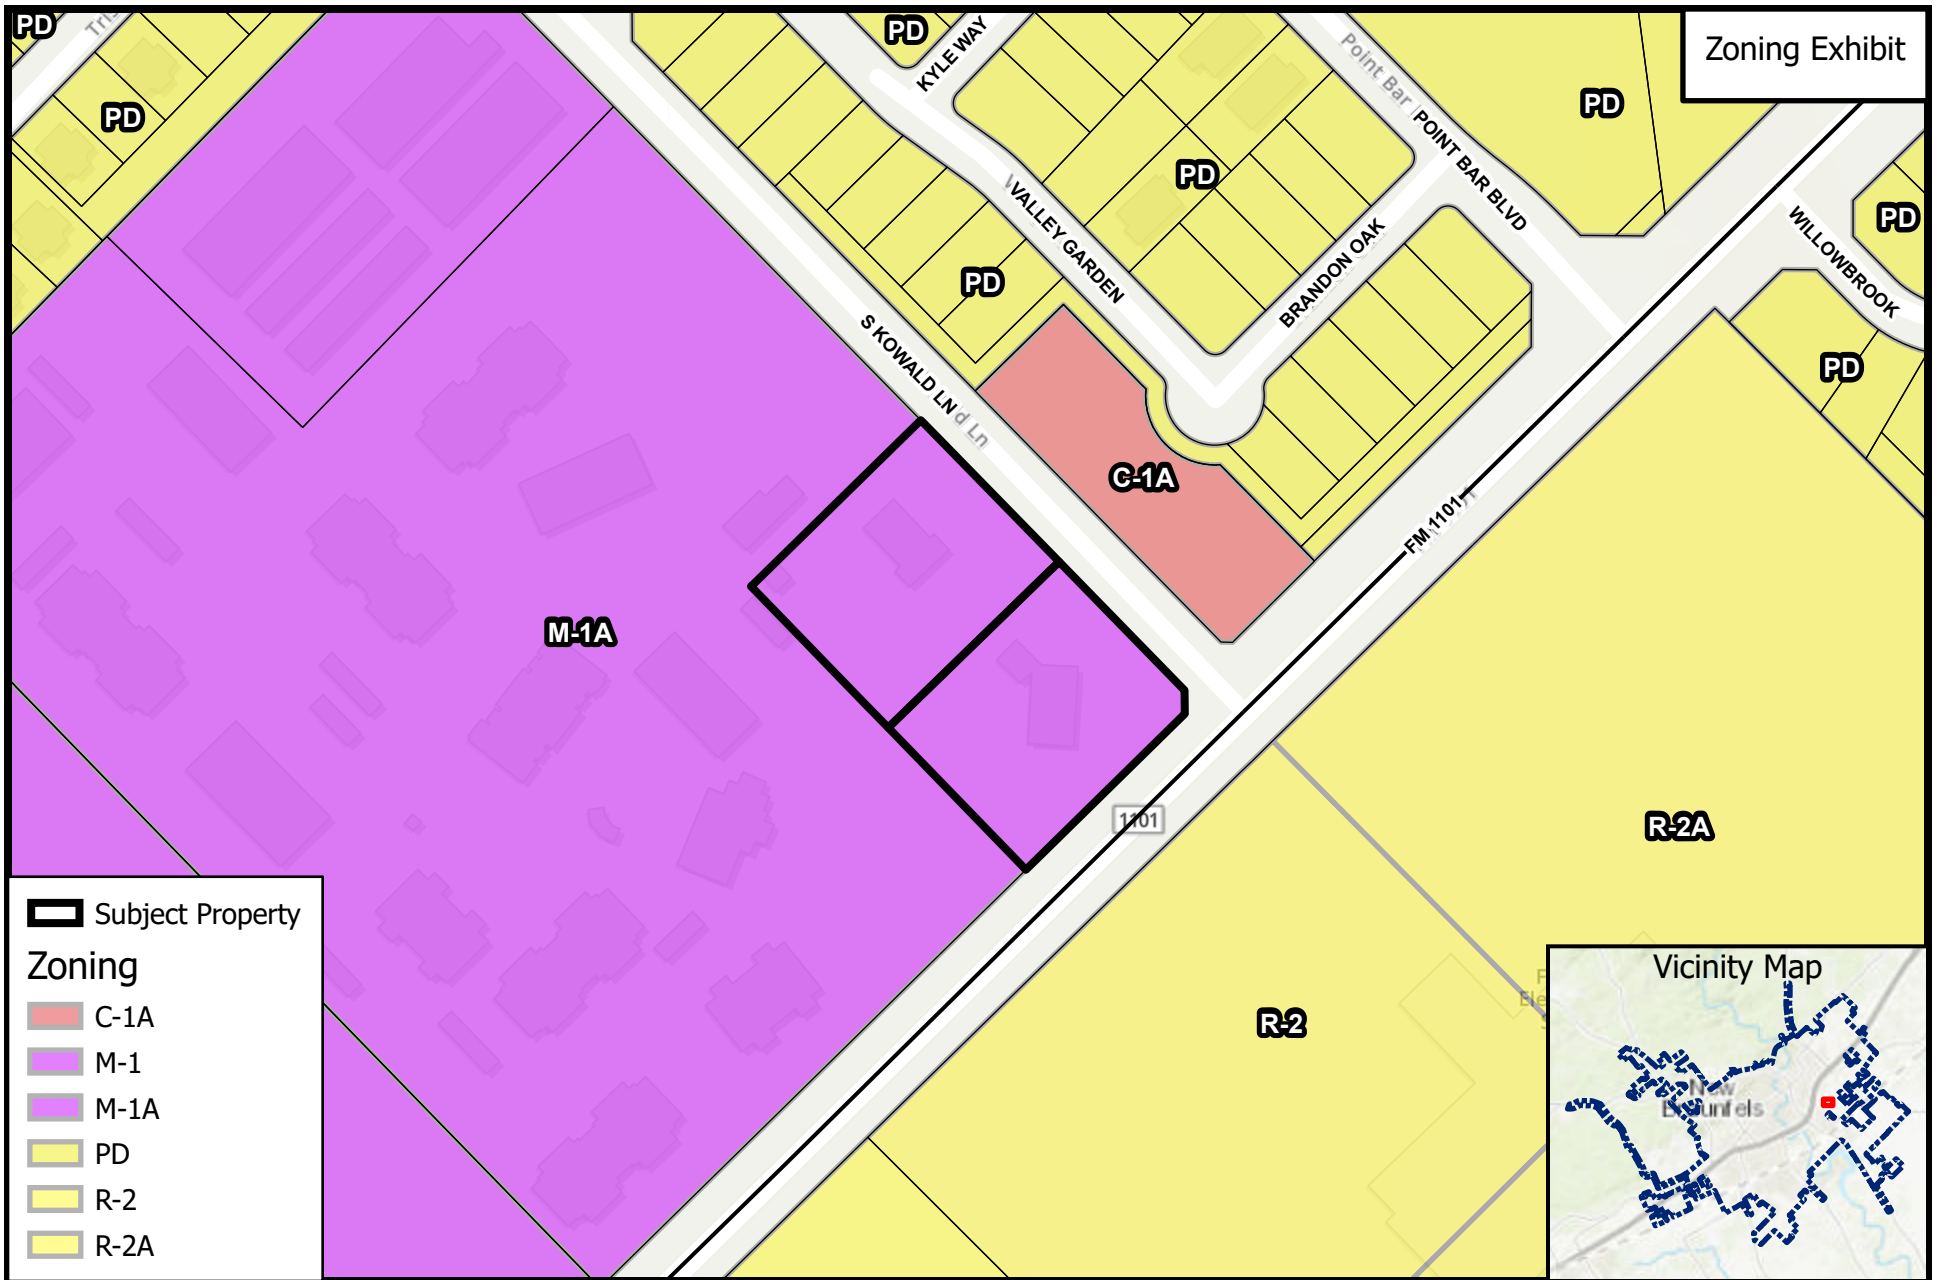 Zoning Exhibit
PD
PD
PD
PD
PD
PD
PD
PD
KYLE WAY
Point Bar
POINT BAR BLVD
WILLOWBROOK
VALLEY GARDEN
BRANDON OAK
S KOWALD LN
d Ln
C-1A
FM 1101
M-1A
1101
R-2A
R-2
Subject Property
Zoning
C-1A
M-1
M-1A
PD
R-2
R-2A
Vicinity Map
New
Braunfels